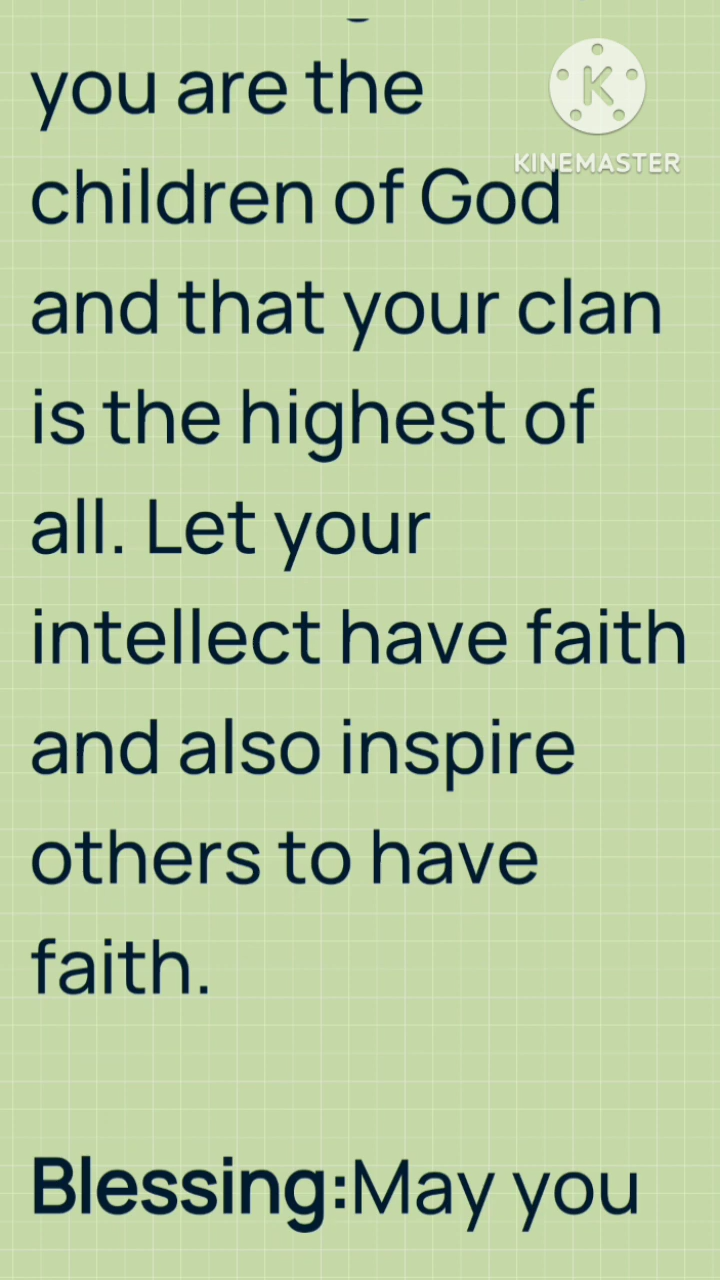 you are the
K
KINEMASTER
children of God
and that your clan
is the highest of
all. Let your
intellect have faith
and also inspire
others to have
faith.
Blessing:May you